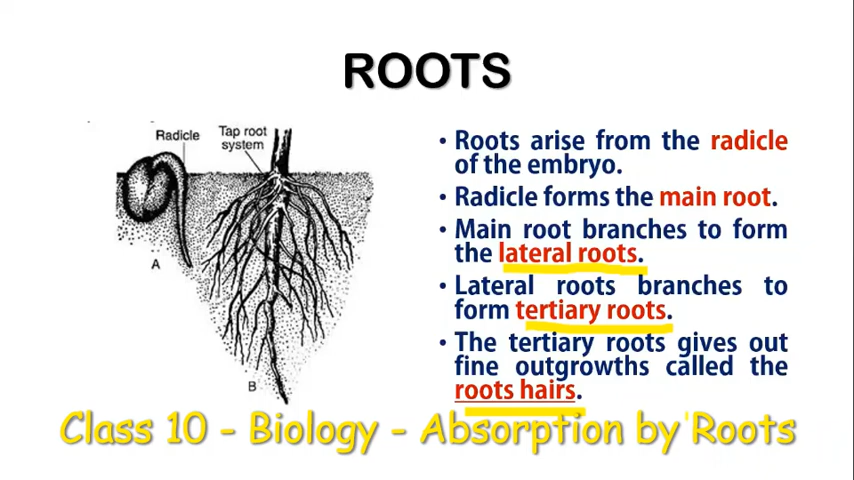 ROOTS
Radicle
Tap root
system
A
B
• Roots arise from the radicle
of the embryo.
• Radicle forms the main root.
• Main root branches to form
the lateral roots.
• Lateral roots branches to
form tertiary roots.
• The tertiary roots gives out
fine outgrowths called the
roots hairs.
Class 10 - Biology - Absorption by Roots